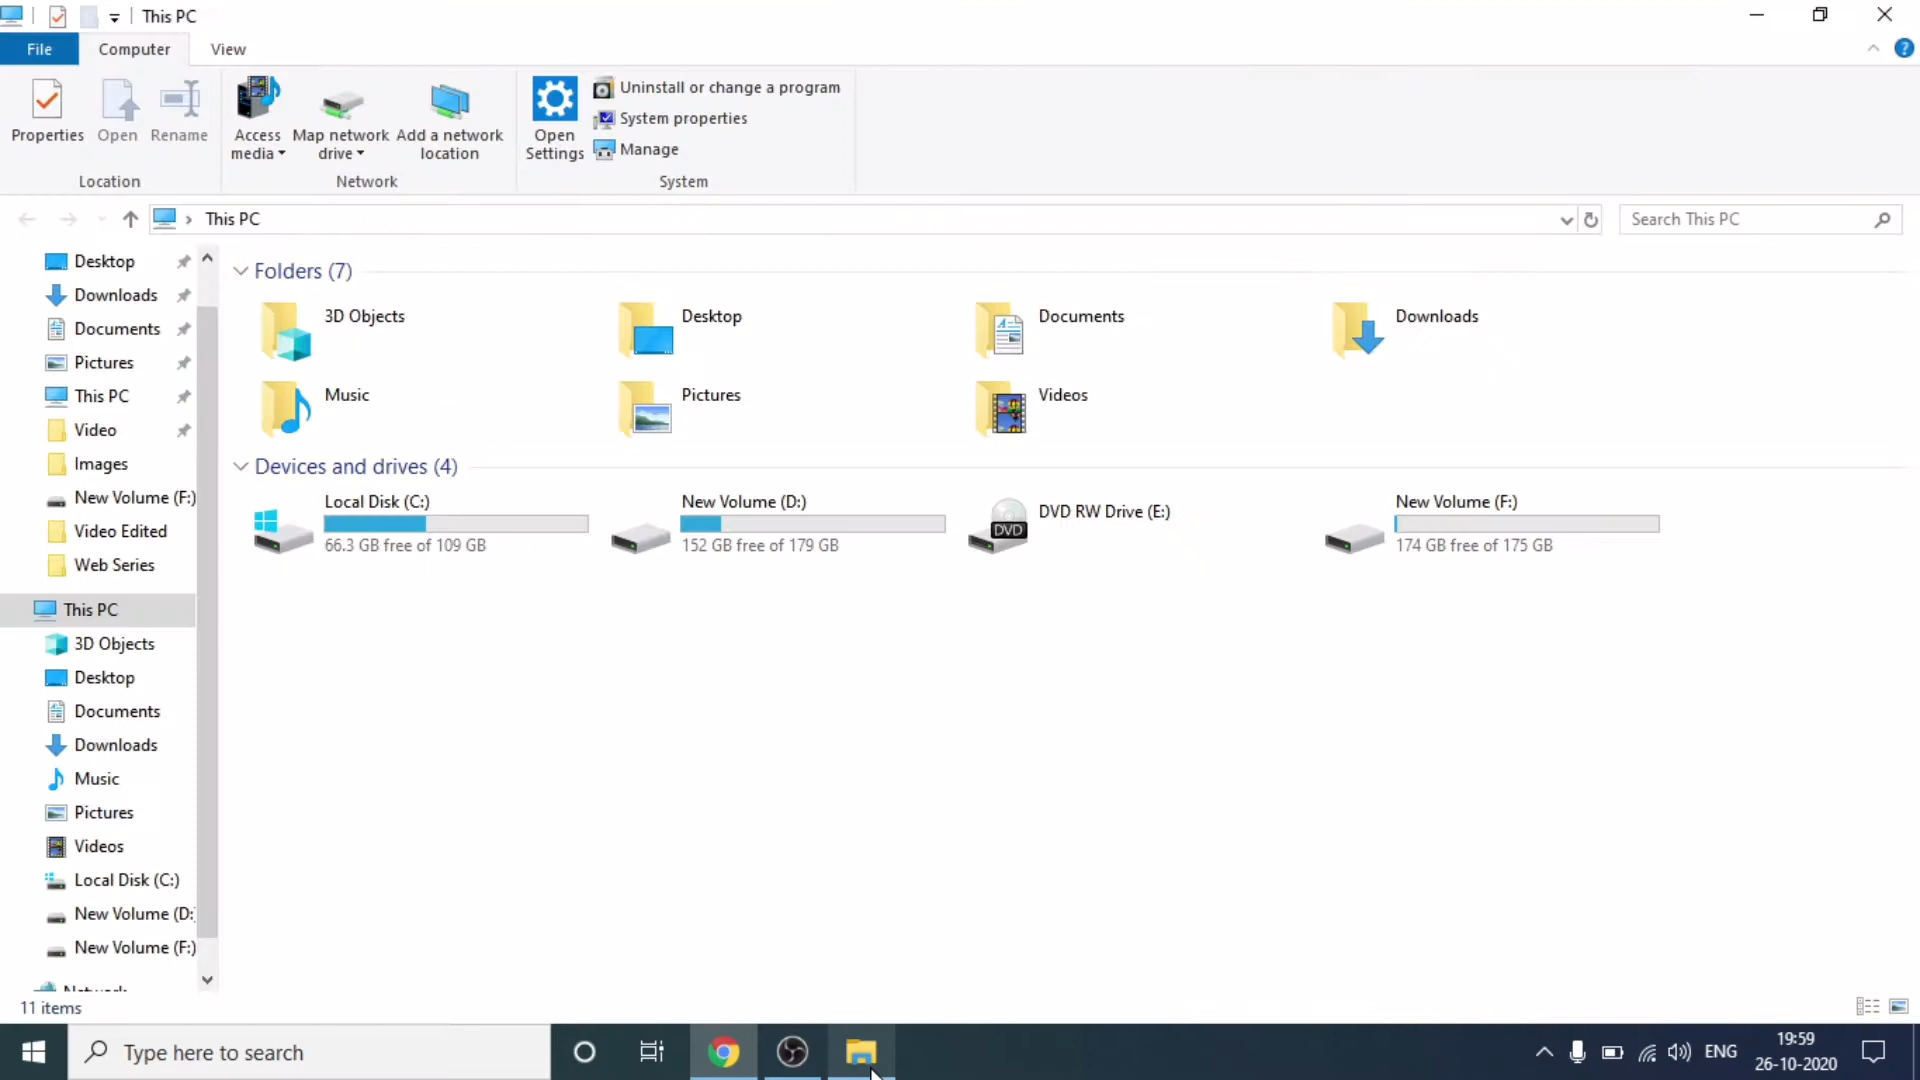 This PC
File
Computer
View
Properties
Open
Rename
Access media
Map network drive
Add a network location
Open Settings
Uninstall or change a program
System properties
Manage
Location
Network
System
This PC
Search This PC
Desktop
Downloads
Documents
Pictures
This PC
Video
Images
New Volume (F:)
Video Edited
Web Series
This PC
3D Objects
Desktop
Documents
Downloads
Music
Pictures
Videos
Local Disk (C:)
New Volume (D:
New Volume (F:)
Network
Folders (7)
3D Objects
Desktop
Documents
Downloads
Music
Pictures
Videos
Devices and drives (4)
Local Disk (C:)
66.3 GB free of 109 GB
New Volume (D:)
152 GB free of 179 GB
DVD RW Drive (E:)
DVD
New Volume (F:)
174 GB free of 175 GB
11 items
Type here to search
ENG
19:59
26-10-2020